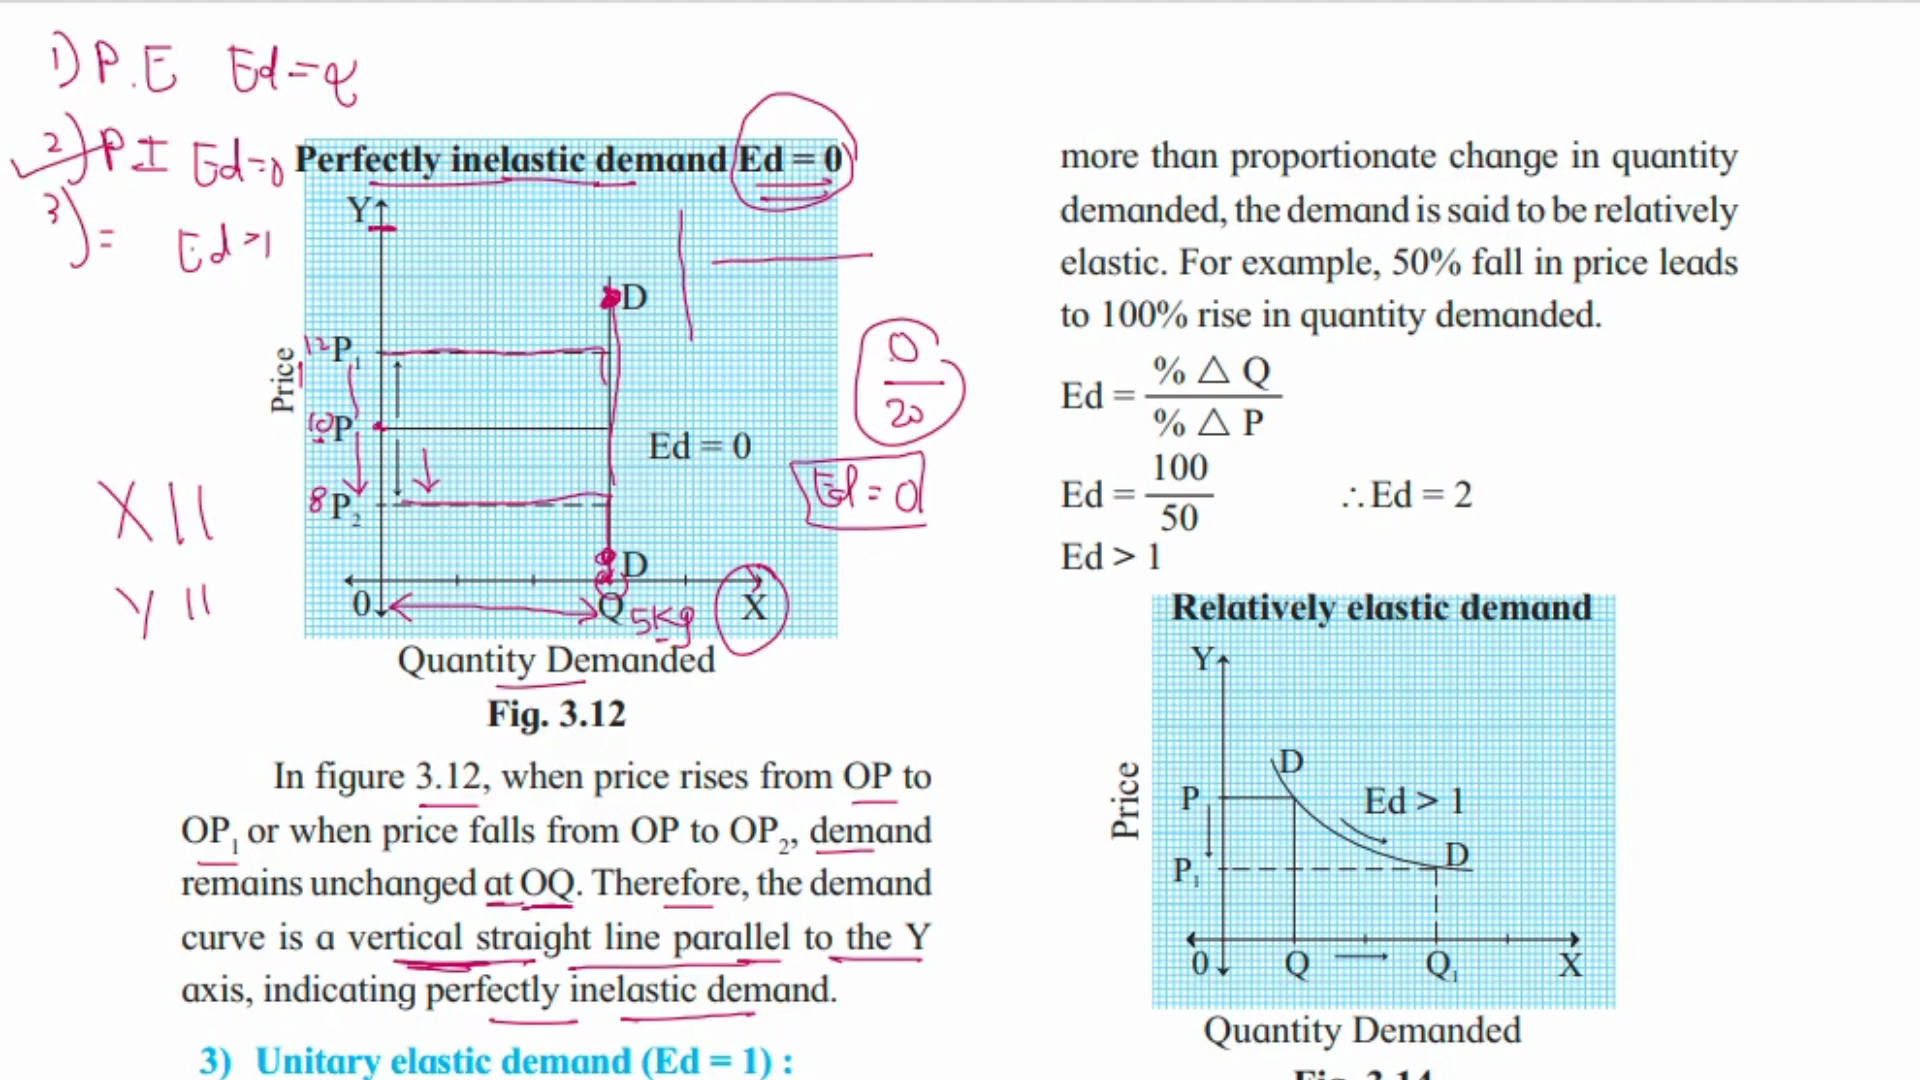 1) P.E Ed = α
2) P I Ed=0
3) = Ed >1
X ||
Y ||
Perfectly inelastic demand Ed = 0
Y
D
12 P₁
Price
10 P
Ed = 0
8 P₂
D
0
Q
5kg
X
0
20
Ed = 0
Quantity Demanded
Fig. 3.12
In figure 3.12, when price rises from OP to
OP₁ or when price falls from OP to OP₂, demand
remains unchanged at OQ. Therefore, the demand
curve is a vertical straight line parallel to the Y
axis, indicating perfectly inelastic demand.
3) Unitary elastic demand (Ed = 1) :
more than proportionate change in quantity
demanded, the demand is said to be relatively
elastic. For example, 50% fall in price leads
to 100% rise in quantity demanded.
Ed = % △ Q
% △ P
Ed = 100
50
∴Ed = 2
Ed > 1
Relatively elastic demand
Y
D
P
Ed > 1
Price
D
P₁
0
Q
Q₁
X
Quantity Demanded
Fig. 3.14